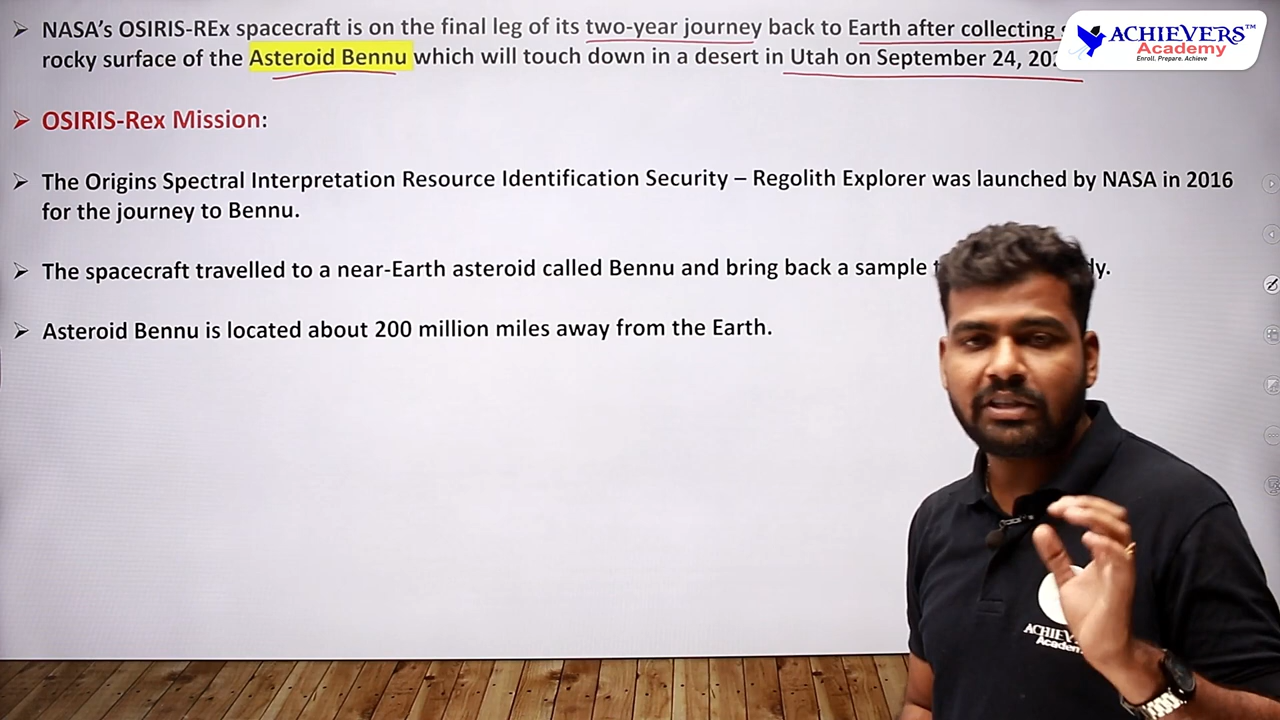 ➢ NASA’s OSIRIS-REx spacecraft is on the final leg of its two-year journey back to Earth after collecting
rocky surface of the Asteroid Bennu which will touch down in a desert in Utah on September 24,
➢ OSIRIS-Rex Mission:
➢ The Origins Spectral Interpretation Resource Identification Security – Regolith Explorer was launched by NASA in 2016
for the journey to Bennu.
➢ The spacecraft travelled to a near-Earth asteroid called Bennu and bring back a sample
➢ Asteroid Bennu is located about 200 million miles away from the Earth.
ACHIEVERS™
Academy
Enroll. Prepare. Achieve
ACHIEV
Academ